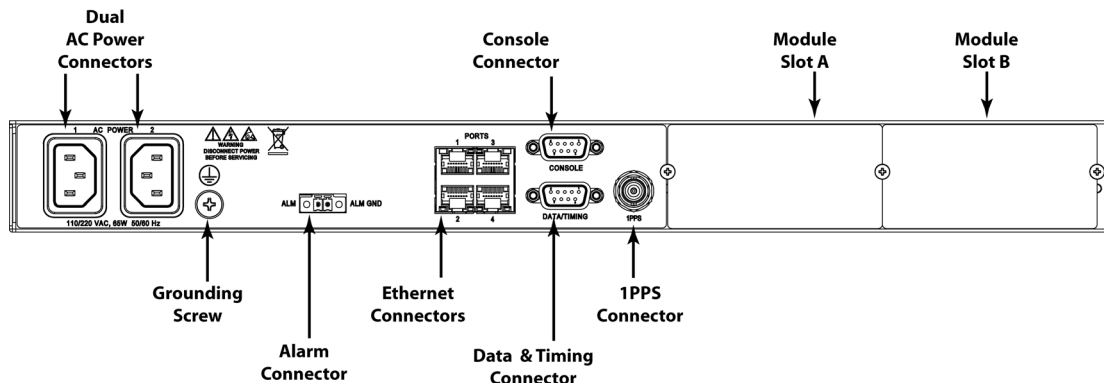 Dual
AC Power
Connectors
Console
Connector
Module
Slot A
Module
Slot B
1 AC POWER 2
WARNING
DISCONNECT POWER
BEFORE SERVICING
PORTS
1 3
CONSOLE
ALM
ALM GND
2 4
DATA/TIMING
1PPS
110/220 VAC, 65W 50/60 Hz
Grounding
Screw
Alarm
Connector
Ethernet
Connectors
Data & Timing
Connector
1PPS
Connector